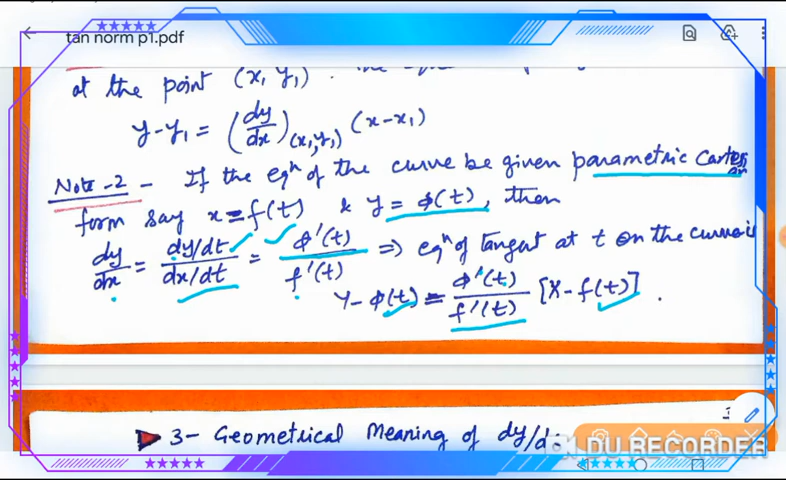 tan norm p1.pdf
at the point (x, y₁).
y-y₁ = (dy/dx)(x₁,y₁) (x-x₁)
Note-2 - If the eqⁿ of the curve be given parametric Cartesian
form say x = f(t) & y = φ(t), then
dy/dx = dy/dt / dx/dt = φ'(t) / f'(t) ⇒ eqⁿ of tangent at t on the curve is
Y - φ(t) = φ'(t) / f'(t) [X - f(t)].
3- Geometrical Meaning of dy/dx
DU RECORDER